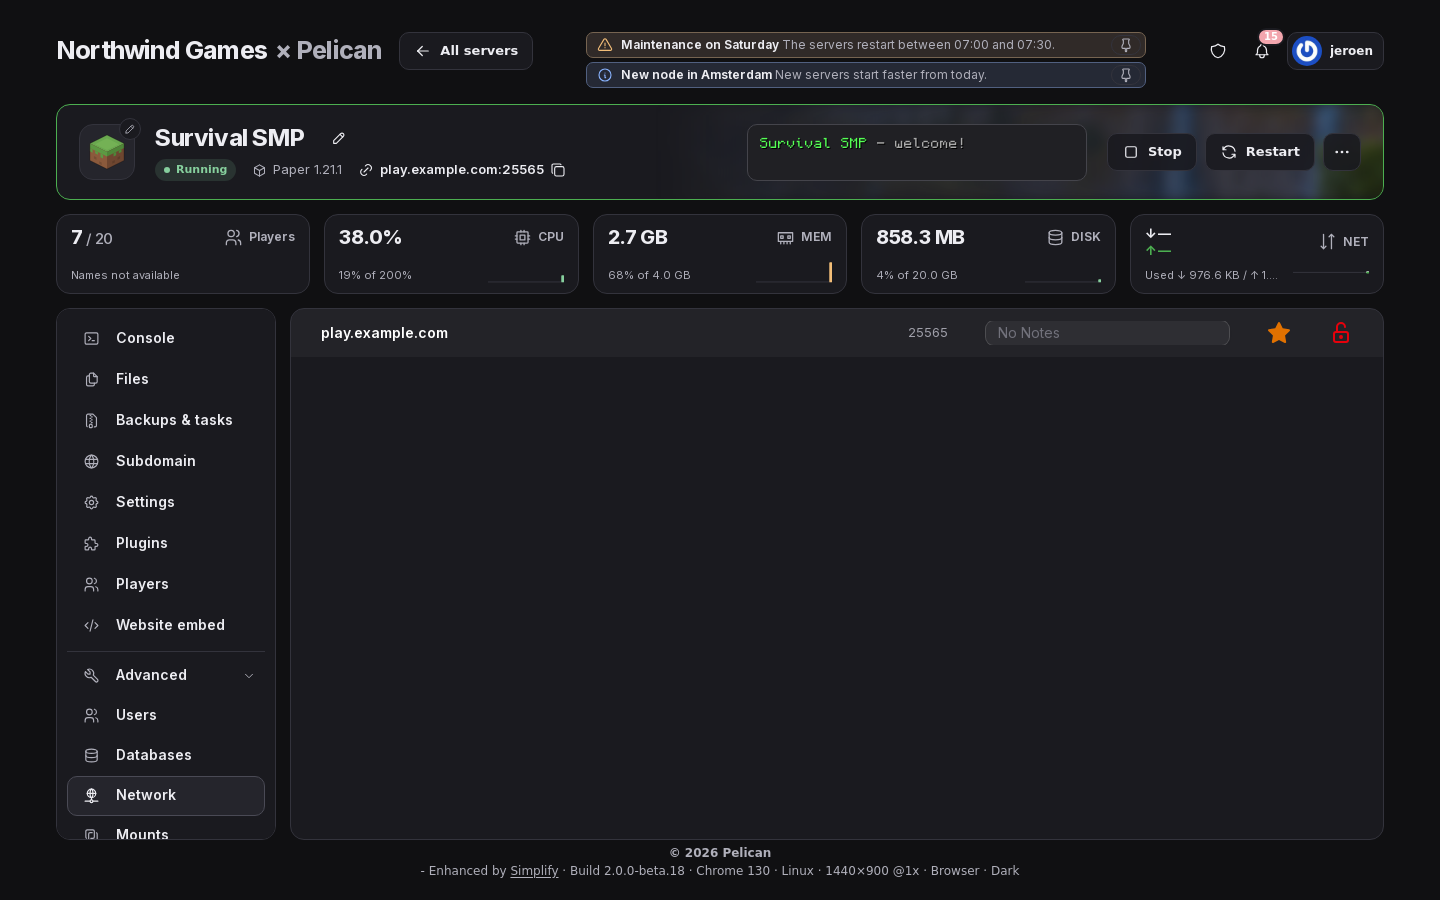 Northwind Games × Pelican
All servers
Maintenance on Saturday The servers restart between 07:00 and 07:30.
New node in Amsterdam New servers start faster from today.
15
jeroen
Survival SMP
Running
Paper 1.21.1
play.example.com:25565
Survival SMP – welcome!
Stop
Restart
7 / 20
Players
Names not available
38.0%
CPU
19% of 200%
2.7 GB
MEM
68% of 4.0 GB
858.3 MB
DISK
4% of 20.0 GB
↓—
↑—
NET
Used ↓ 976.6 KB / ↑ 1....
Console
Files
Backups & tasks
Subdomain
Settings
Plugins
Players
Website embed
Advanced
Users
Databases
Network
Mounts
play.example.com
25565
No Notes
© 2026 Pelican
- Enhanced by Simplify · Build 2.0.0-beta.18 · Chrome 130 · Linux · 1440×900 @1x · Browser · Dark